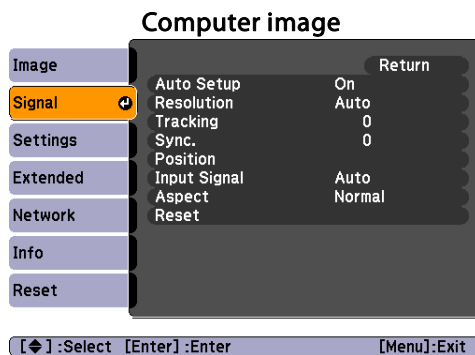 Computer image
Image
Signal
Settings
Extended
Network
Info
Reset
Return
Auto Setup On
Resolution Auto
Tracking 0
Sync. 0
Position
Input Signal Auto
Aspect Normal
Reset
[◆] :Select [Enter] :Enter [Menu]:Exit